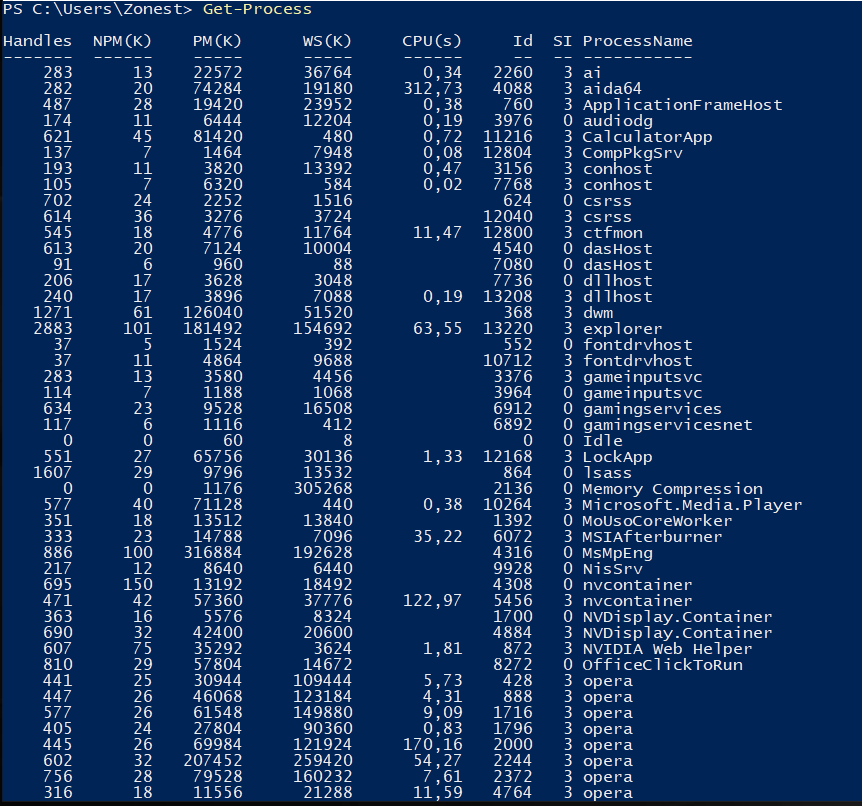 PS C:\Users\Zonest> Get-Process
Handles NPM(K) PM(K) WS(K) CPU(s) Id SI ProcessName
------- ------ ----- ----- ------ -- -- -----------
283 13 22572 36764 0,34 2260 3 ai
282 20 74284 19180 312,73 4088 3 aida64
487 28 19420 23952 0,38 760 3 ApplicationFrameHost
174 11 6444 12204 0,19 3976 0 audiodg
621 45 81420 480 0,72 11216 3 CalculatorApp
137 7 1464 7948 0,08 12804 3 CompPkgSrv
193 11 3820 13392 0,47 3156 3 conhost
105 7 6320 584 0,02 7768 3 conhost
702 24 2252 1516 624 0 csrss
614 36 3276 3724 12040 3 csrss
545 18 4776 11764 11,47 12800 3 ctfmon
613 20 7124 10004 4540 0 dasHost
91 6 960 88 7080 0 dasHost
206 17 3628 3048 7736 0 dllhost
240 17 3896 7088 0,19 13208 3 dllhost
1271 61 126040 51520 368 3 dwm
2883 101 181492 154692 63,55 13220 3 explorer
37 5 1524 392 552 0 fontdrvhost
37 11 4864 9688 10712 3 fontdrvhost
283 13 3580 4456 3376 3 gameinputsvc
114 7 1188 1068 3964 0 gameinputsvc
634 23 9528 16508 6912 0 gamingservices
117 6 1116 412 6892 0 gamingservicesnet
0 0 60 8 0 0 Idle
551 27 65756 30136 1,33 12168 3 LockApp
1607 29 9796 13532 864 0 lsass
0 0 1176 305268 2136 0 Memory Compression
577 40 71128 440 0,38 10264 3 Microsoft.Media.Player
351 18 13512 13840 1392 0 MoUsoCoreWorker
333 23 14788 7096 35,22 6072 3 MSIAfterburner
886 100 316884 192628 4316 0 MsMpEng
217 12 8640 6440 9928 0 NisSrv
695 150 13192 18492 4308 0 nvcontainer
471 42 57360 37776 122,97 5456 3 nvcontainer
363 16 5576 8324 1700 0 NVDisplay.Container
690 32 42400 20600 4884 3 NVDisplay.Container
607 75 35292 3624 1,81 872 3 NVIDIA Web Helper
810 29 57804 14672 8272 0 OfficeClickToRun
441 25 30944 109444 5,73 428 3 opera
447 26 46068 123184 4,31 888 3 opera
577 26 61548 149880 9,09 1716 3 opera
405 24 27804 90360 0,83 1796 3 opera
445 26 69984 121924 170,16 2000 3 opera
602 32 207452 259420 54,27 2244 3 opera
756 28 79528 160232 7,61 2372 3 opera
316 18 11556 21288 11,59 4764 3 opera